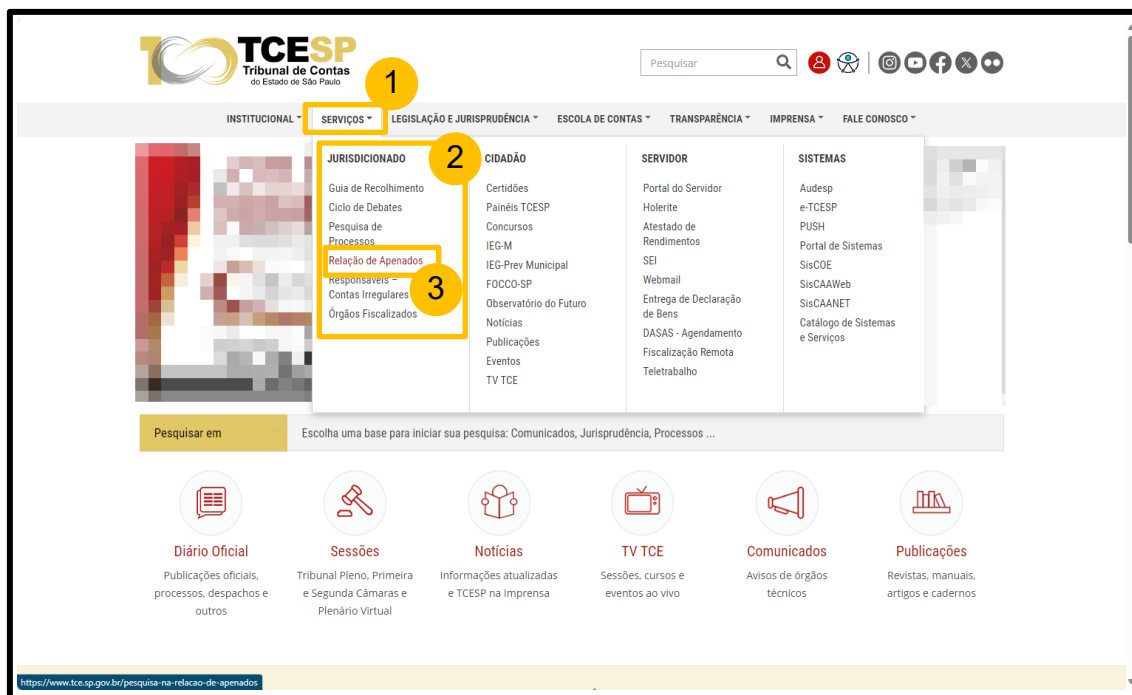 TCESP
Tribunal de Contas
do Estado de São Paulo
Pesquisar
1
INSTITUCIONAL
SERVIÇOS
LEGISLAÇÃO E JURISPRUDÊNCIA
ESCOLA DE CONTAS
TRANSPARÊNCIA
IMPRENSA
FALE CONOSCO
JURISDICIONADO
2
Guia de Recolhimento
Ciclo de Debates
Pesquisa de
Processos
Relação de Apenados
3
Responsáveis –
Contas Irregulares
Órgãos Fiscalizados
CIDADÃO
Certidões
Painéis TCESP
Concursos
IEG-M
IEG-Prev Municipal
FOCCO-SP
Observatório do Futuro
Notícias
Publicações
Eventos
TV TCE
SERVIDOR
Portal do Servidor
Holerite
Atestado de
Rendimentos
SEI
Webmail
Entrega de Declaração
de Bens
DASAS - Agendamento
Fiscalização Remota
Teletrabalho
SISTEMAS
Audesp
e-TCESP
PUSH
Portal de Sistemas
SisCOE
SisCAAWeb
SisCAANET
Catálogo de Sistemas
e Serviços
Pesquisar em
Escolha uma base para iniciar sua pesquisa: Comunicados, Jurisprudência, Processos ...
Diário Oficial
Publicações oficiais,
processos, despachos e
outros
Sessões
Tribunal Pleno, Primeira
e Segunda Câmaras e
Plenário Virtual
Notícias
Informações atualizadas
e TCESP na Imprensa
TV TCE
Sessões, cursos e
eventos ao vivo
Comunicados
Avisos de órgãos
técnicos
Publicações
Revistas, manuais,
artigos e cadernos
https://www.tce.sp.gov.br/pesquisa-na-relacao-de-apenados